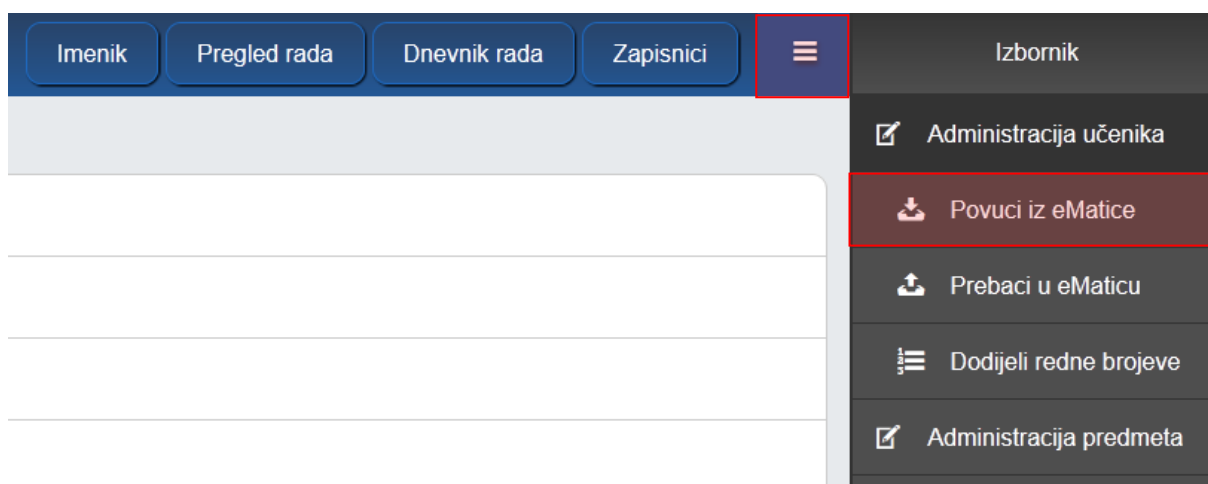 Imenik
Pregled rada
Dnevnik rada
Zapisnici
Izbornik
Administracija učenika
Povuci iz eMatice
Prebaci u eMaticu
Dodijeli redne brojeve
Administracija predmeta